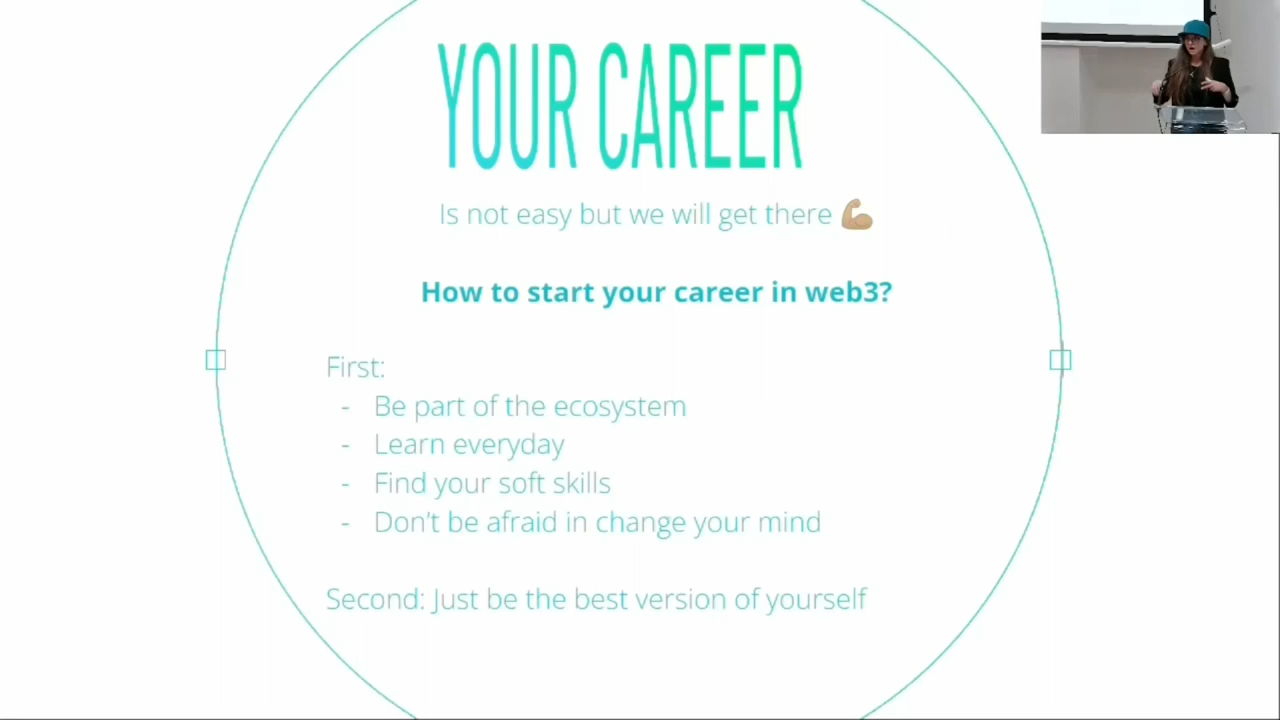 YOUR CAREER
Is not easy but we will get there 💪🏼
How to start your career in web3?
First:
- Be part of the ecosystem
- Learn everyday
- Find your soft skills
- Don't be afraid in change your mind
Second: Just be the best version of yourself